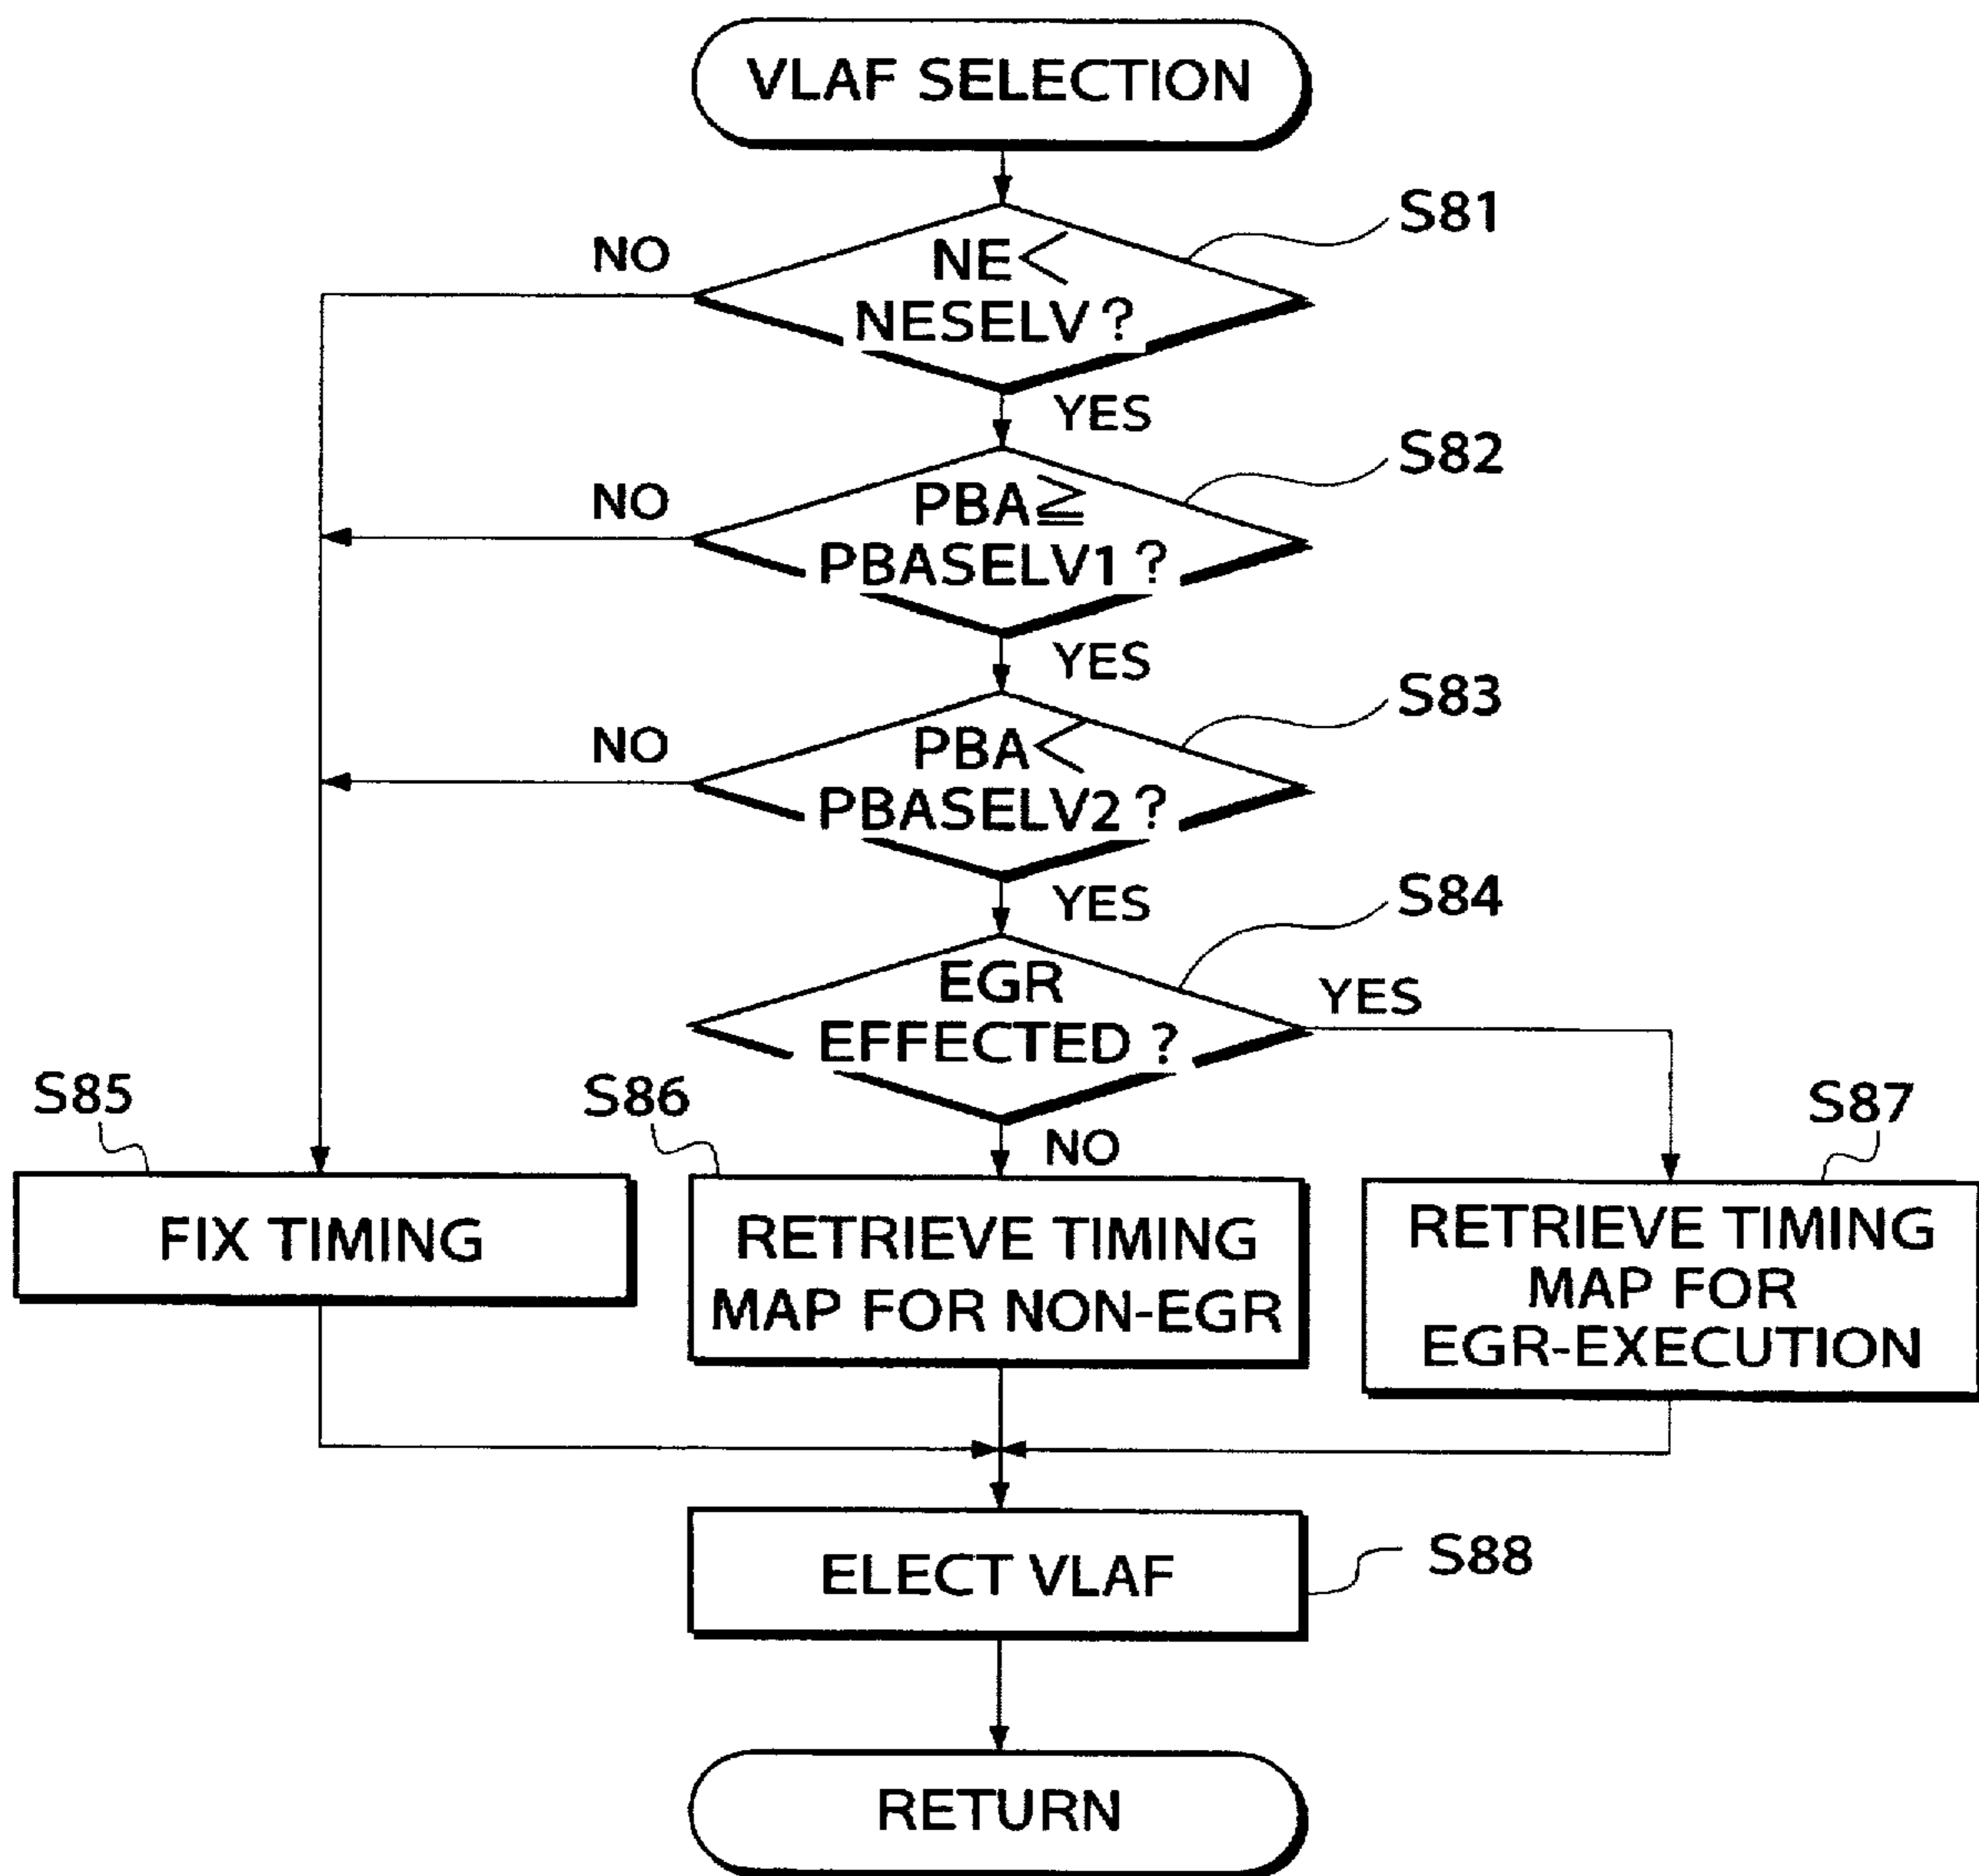 VLAF SELECTION
S81
NO
NE<
NESELV?
YES
S82
NO
PBA≧
PBASELV1?
YES
S83
NO
PBA<
PBASELV2?
YES
S84
EGR
EFFECTED?
YES
S85
S86
NO
S87
FIX TIMING
RETRIEVE TIMING
MAP FOR NON-EGR
RETRIEVE TIMING
MAP FOR
EGR-EXECUTION
ELECT VLAF
S88
RETURN